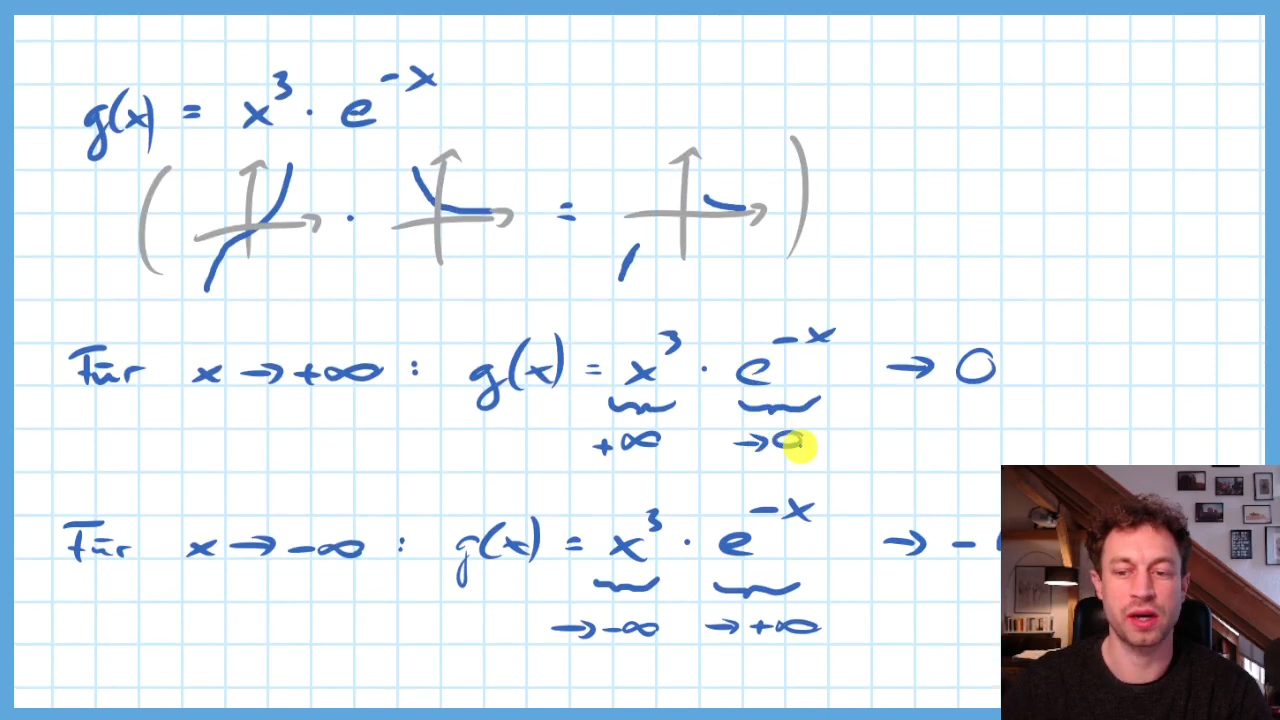 g(x) = x³ · e⁻ˣ
( · = )
Für x → +∞ : g(x) = x³ · e⁻ˣ → 0
+∞ → 0
Für x → -∞ : g(x) = x³ · e⁻ˣ → -
→ -∞ → +∞